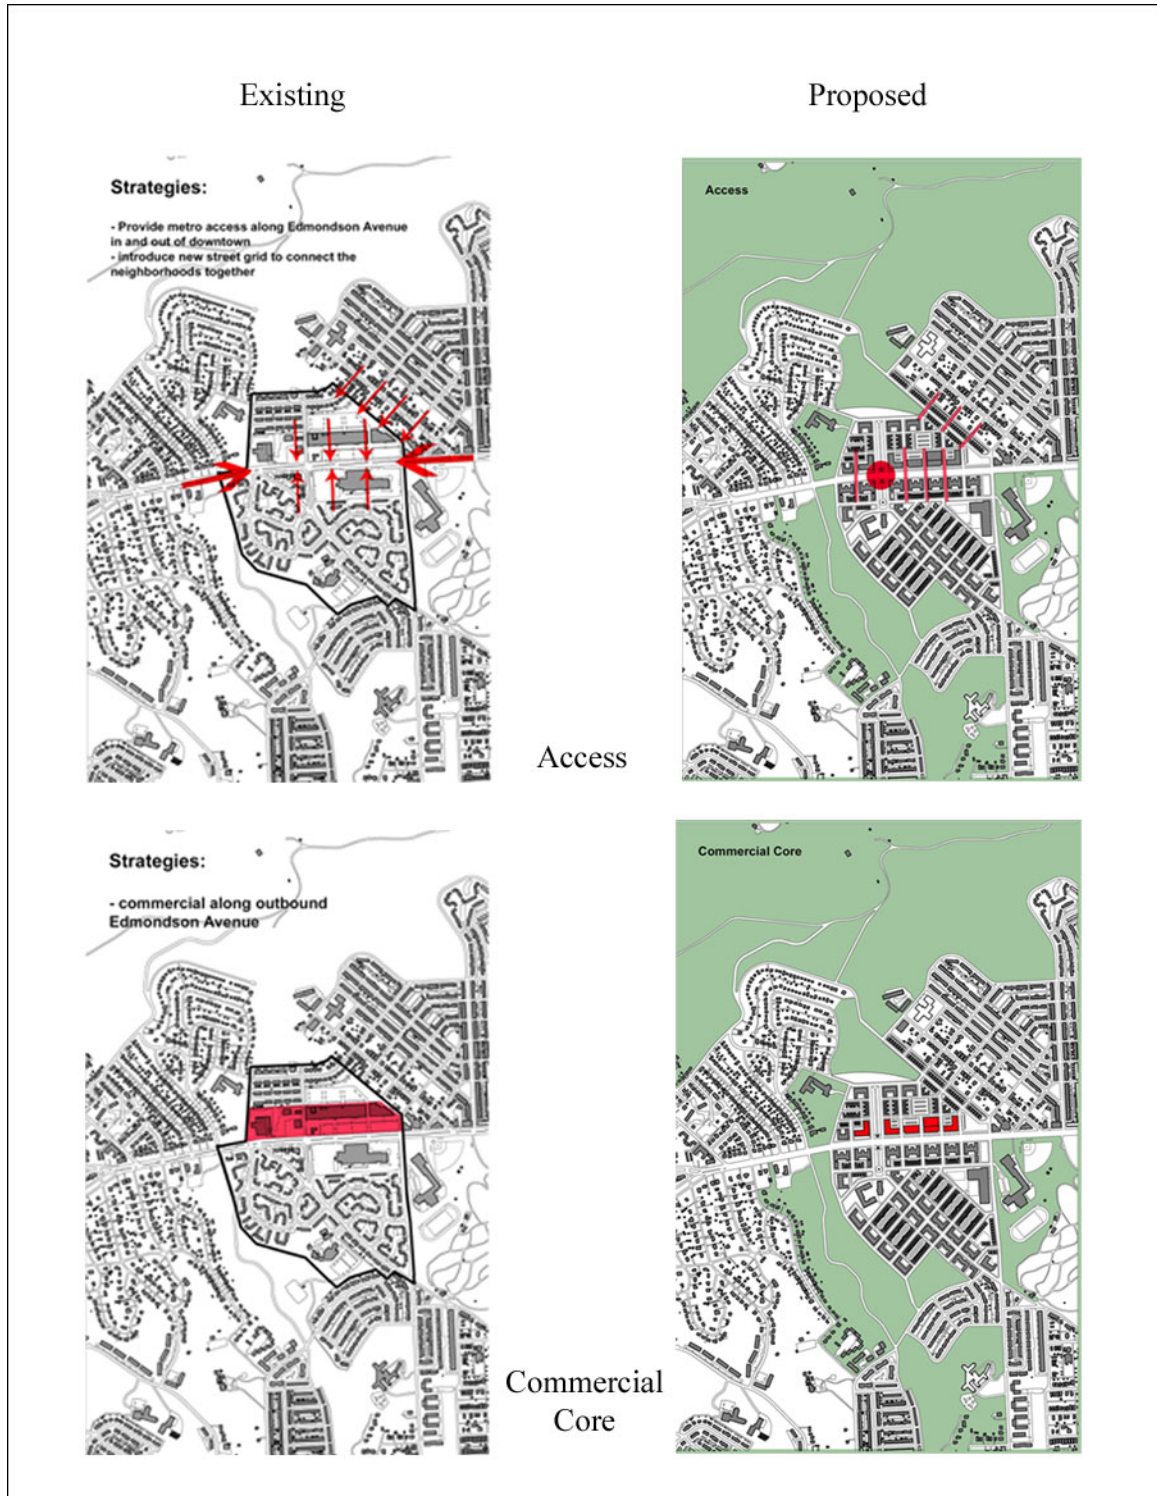 Existing
Proposed
Strategies:
- Provide metro access along Edmondson Avenue
in and out of downtown
- introduce new street grid to connect the
neighborhoods together
Access
Access
Strategies:
- commercial along outbound
Edmondson Avenue
Commercial Core
Commercial
Core